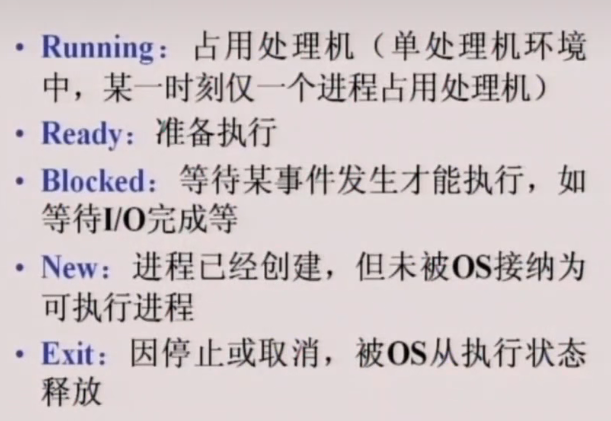 • Running：占用处理机（单处理机环境
中，某一时刻仅一个进程占用处理机）
• Ready：准备执行
• Blocked：等待某事件发生才能执行，如
等待I/O完成等
• New：进程已经创建，但未被OS接纳为
可执行进程
• Exit：因停止或取消，被OS从执行状态
释放